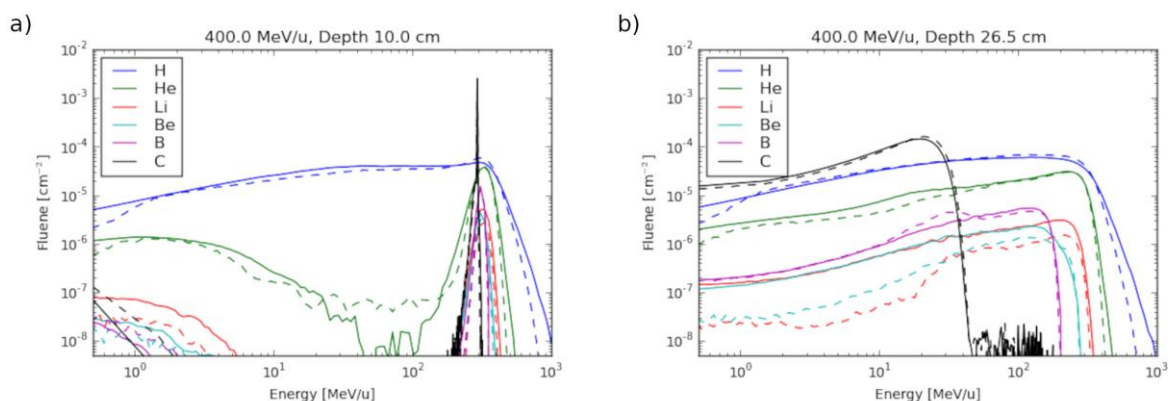 a)
400.0 MeV/u, Depth 10.0 cm
Fluene [cm⁻²]
10⁻²
10⁻³
10⁻⁴
10⁻⁵
10⁻⁶
10⁻⁷
10⁻⁸
H
He
Li
Be
B
C
10⁰
10¹
10²
10³
Energy [MeV/u]
b)
400.0 MeV/u, Depth 26.5 cm
Fluene [cm⁻²]
10⁻²
10⁻³
10⁻⁴
10⁻⁵
10⁻⁶
10⁻⁷
10⁻⁸
H
He
Li
Be
B
C
10⁰
10¹
10²
10³
Energy [MeV/u]